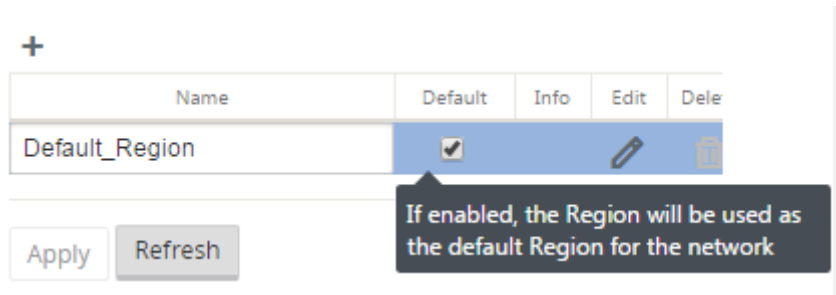 +
Name Default Info Edit Dele
Default_Region
If enabled, the Region will be used as
the default Region for the network
Apply Refresh